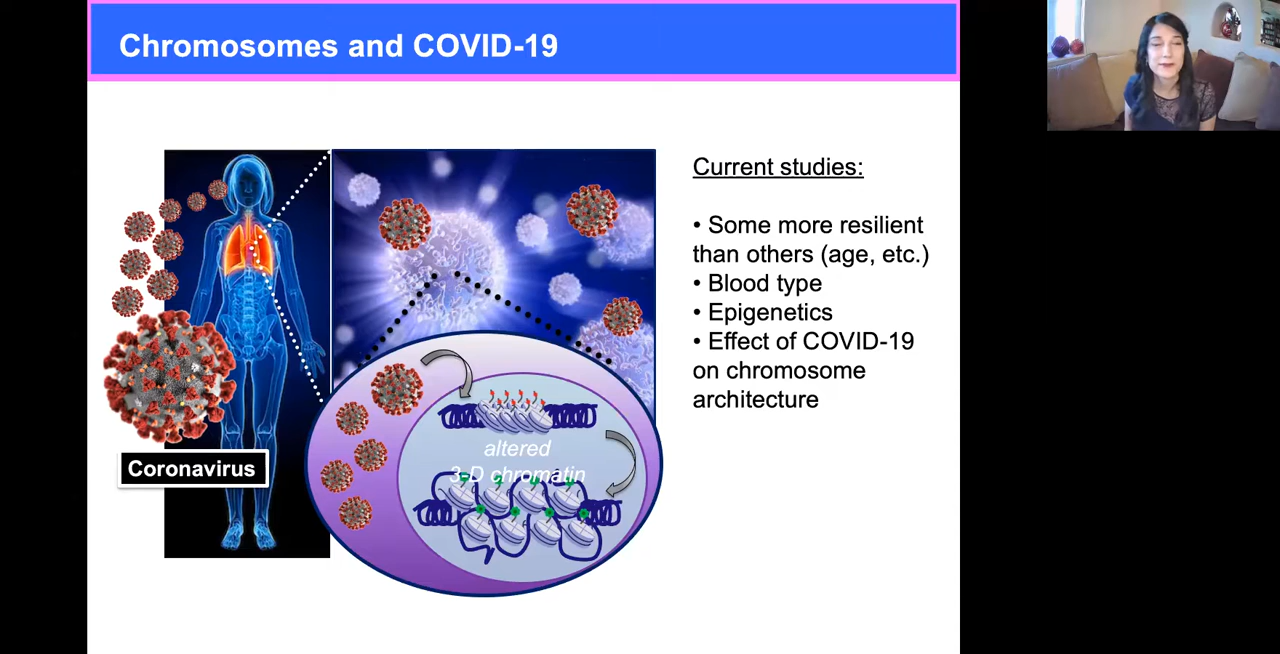 Chromosomes and COVID-19
Current studies:
• Some more resilient
than others (age, etc.)
• Blood type
• Epigenetics
• Effect of COVID-19
on chromosome
architecture
altered
3-D chromatin
Coronavirus